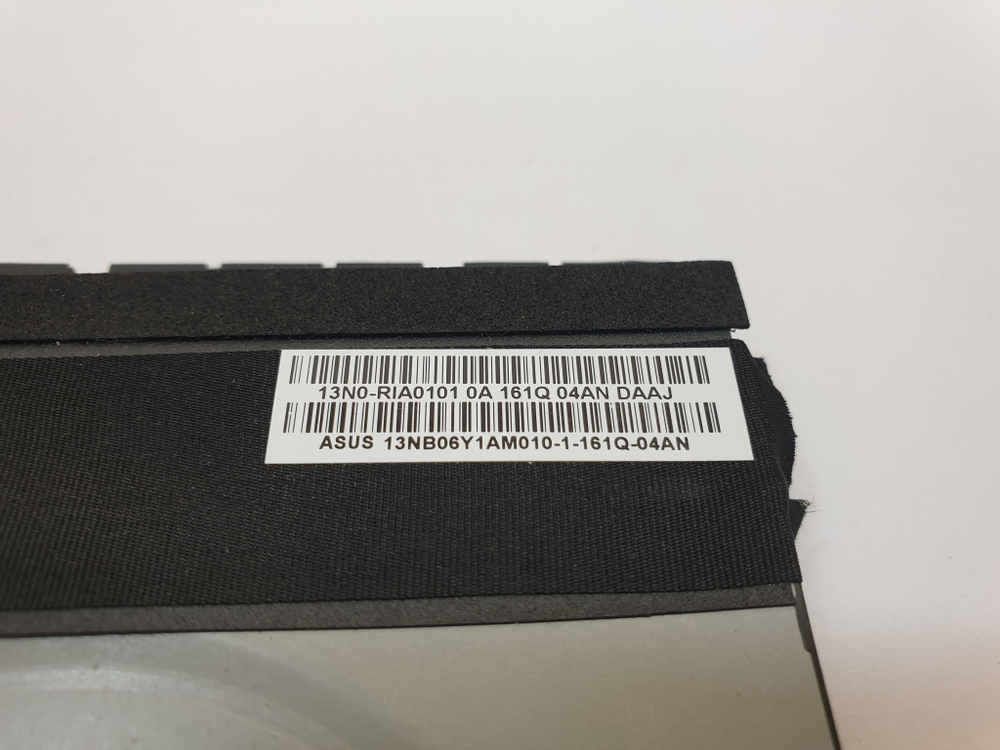 13N0-RIA0101 0A 161Q 04AN DAAJ
ASUS 13NB06Y1AM010-1-161Q-04AN